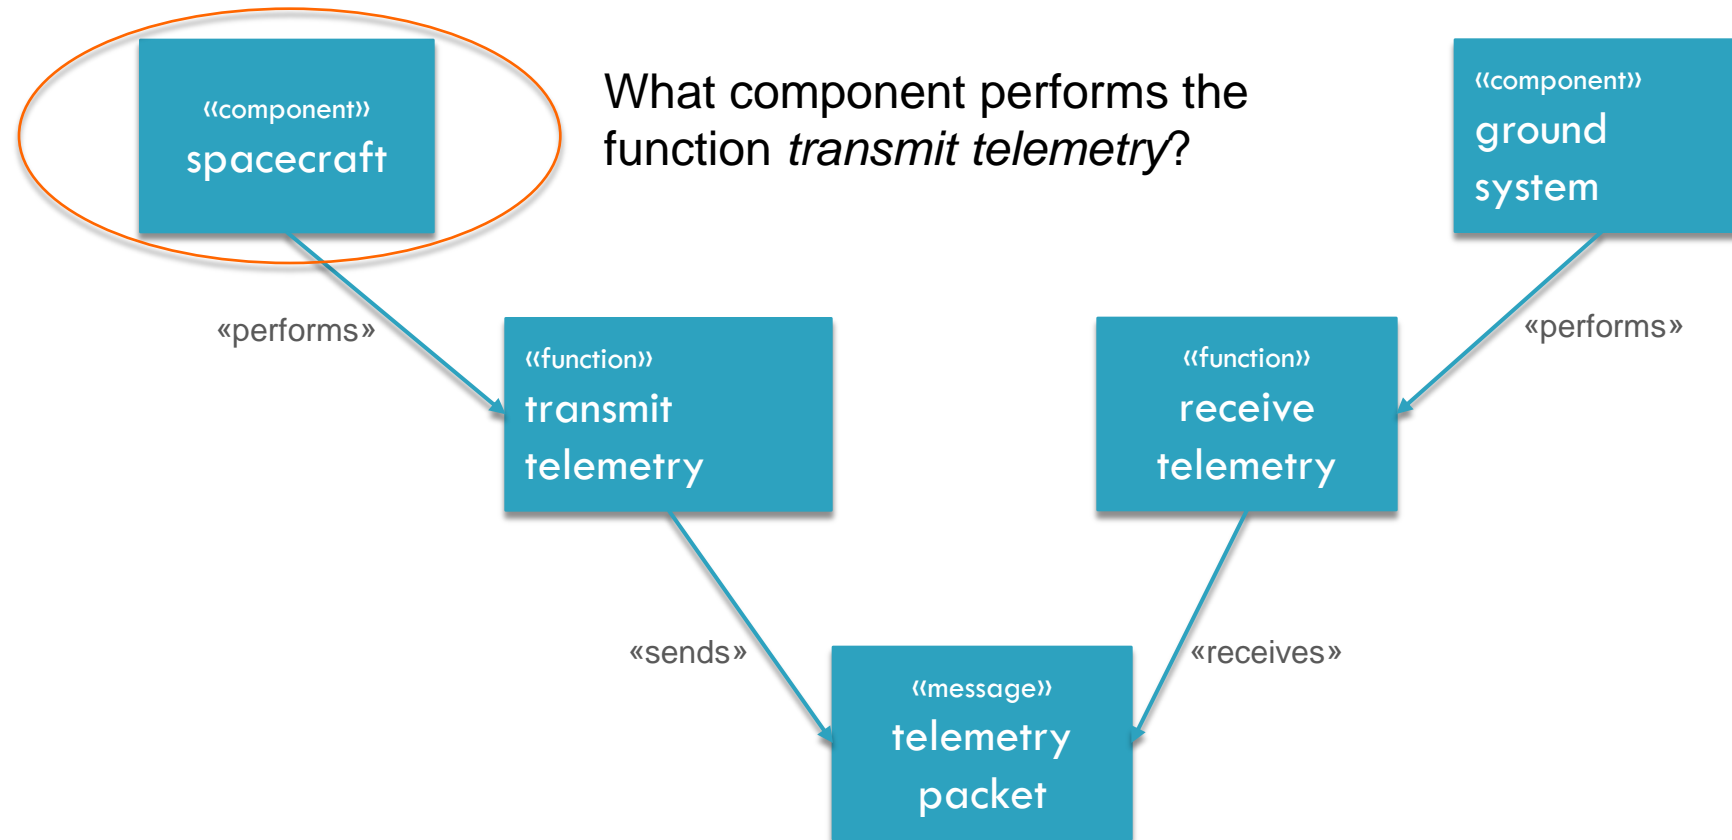 «component»
spacecraft
What component performs the
function transmit telemetry?
«component»
ground
system
«performs»
«performs»
«function»
transmit
telemetry
«function»
receive
telemetry
«sends»
«receives»
«message»
telemetry
packet